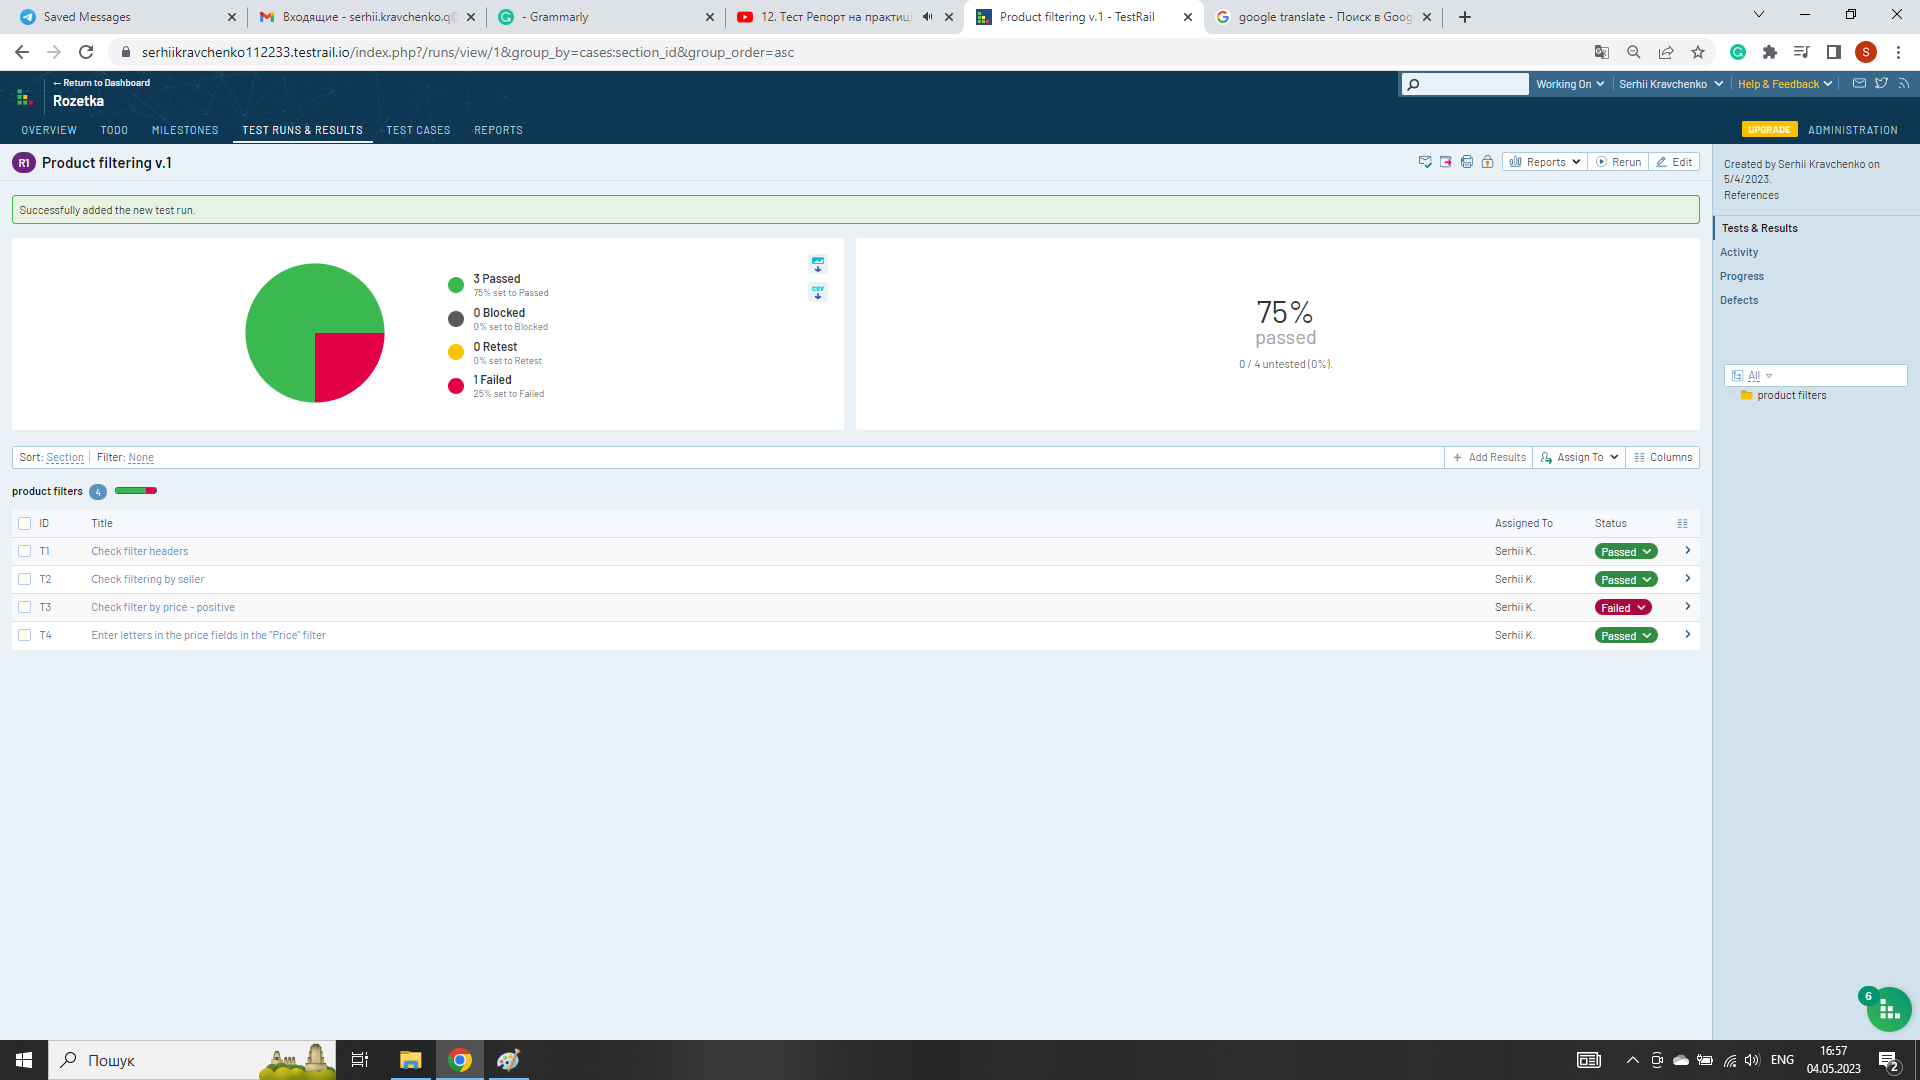 Saved Messages
Входящие - serhii.kravchenko.q@
- Grammarly
12. Тест Репорт на практиці
Product filtering v.1 - TestRail
google translate - Поиск в Goog
serhiikravchenko112233.testrail.io/index.php?/runs/view/1&group_by=cases:section_id&group_order=asc
S
← Return to Dashboard
Rozetka
Working On
Serhii Kravchenko
Help & Feedback
OVERVIEW
TODO
MILESTONES
TEST RUNS & RESULTS
TEST CASES
REPORTS
UPGRADE
ADMINISTRATION
R1
Product filtering v.1
Reports
Rerun
Edit
Created by Serhii Kravchenko on
5/4/2023.
References
Successfully added the new test run.
Tests & Results
Activity
Progress
Defects
3 Passed
75% set to Passed
0 Blocked
0% set to Blocked
0 Retest
0% set to Retest
1 Failed
25% set to Failed
CSV
75%
passed
0 / 4 untested (0%).
All
product filters
Sort: Section
Filter: None
Add Results
Assign To
Columns
product filters 4
ID Title Assigned To Status
T1 Check filter headers Serhii K. Passed
T2 Check filtering by seller Serhii K. Passed
T3 Check filter by price - positive Serhii K. Failed
T4 Enter letters in the price fields in the "Price" filter Serhii K. Passed
6
Пошук
ENG
16:57
04.05.2023
2